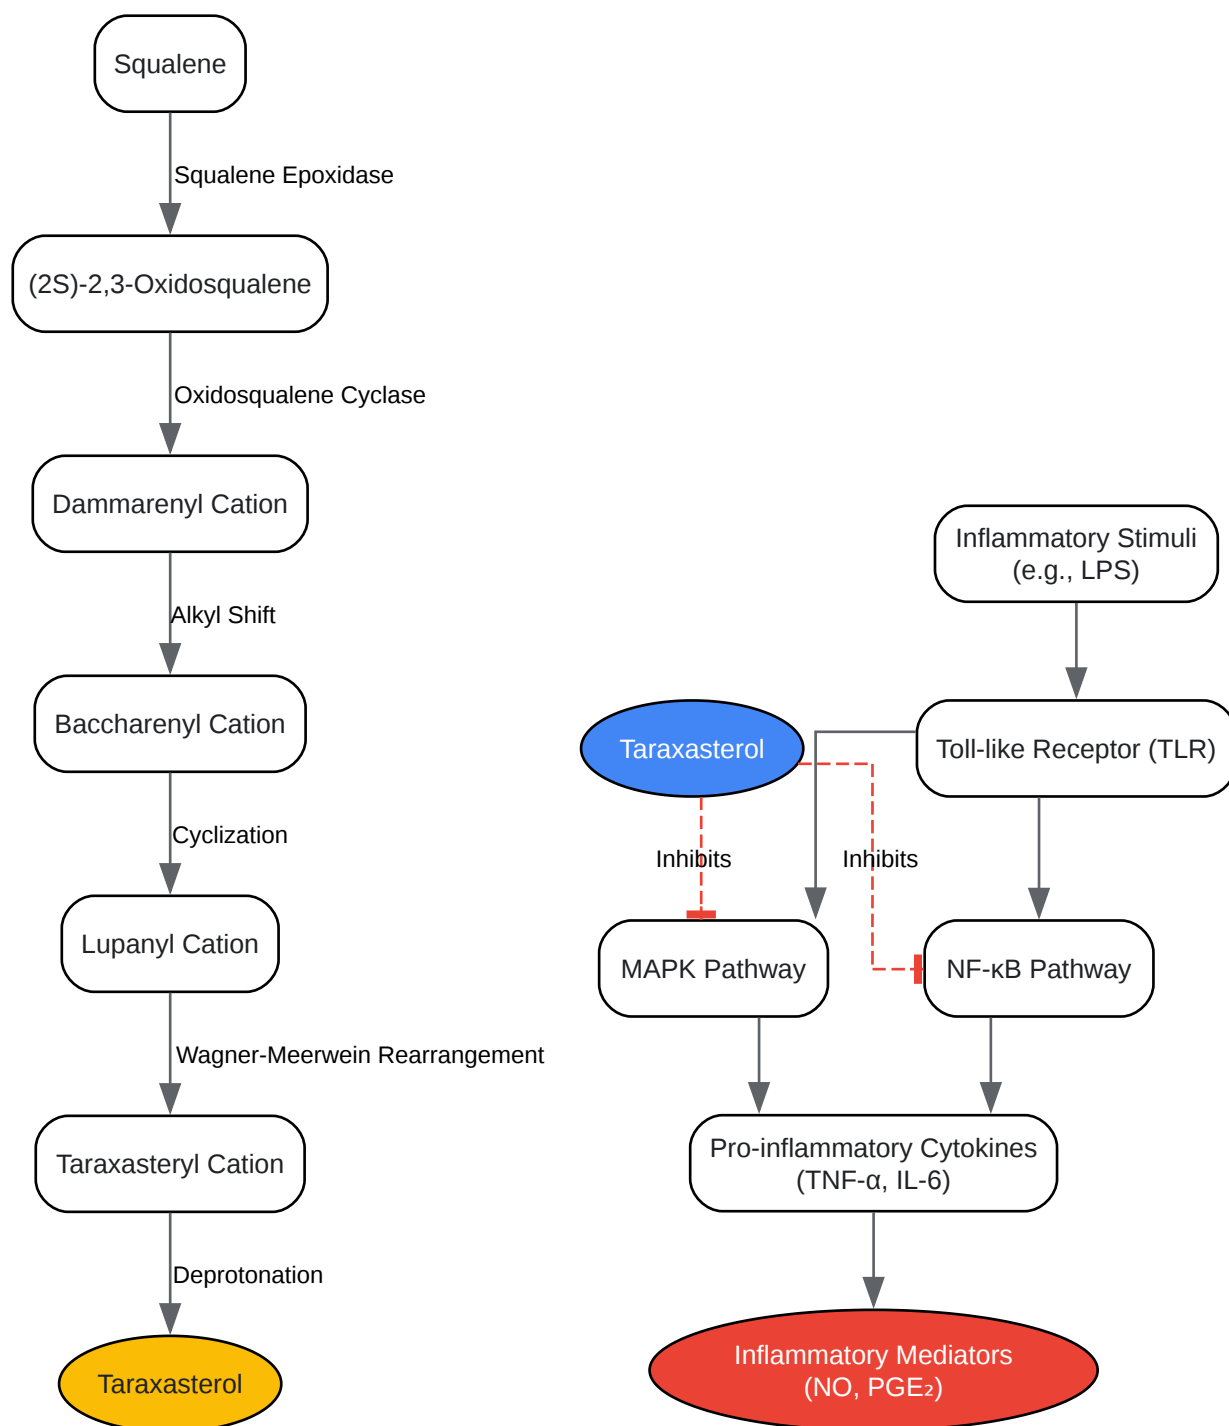 Squalene
Squalene Epoxidase
(2S)-2,3-Oxidosqualene
Oxidosqualene Cyclase
Dammarenyl Cation
Alkyl Shift
Baccharenyl Cation
Cyclization
Lupanyl Cation
Wagner-Meerwein Rearrangement
Taraxasteryl Cation
Deprotonation
Taraxasterol
Inflammatory Stimuli
(e.g., LPS)
Taraxasterol
Toll-like Receptor (TLR)
Inhibits
Inhibits
MAPK Pathway
NF-κB Pathway
Pro-inflammatory Cytokines
(TNF-α, IL-6)
Inflammatory Mediators
(NO, PGE₂)